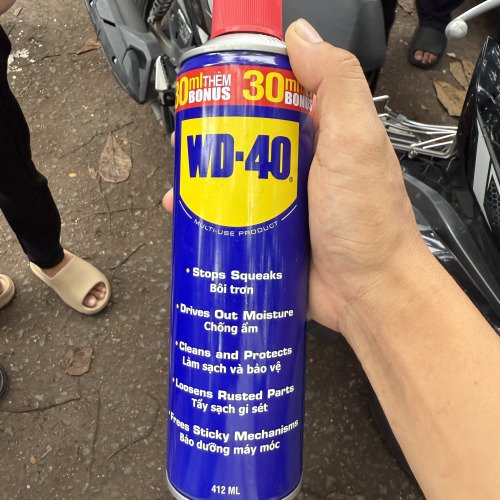 30ml THÊM
BONUS
30ml
BONUS
WD-40®
MULTI-USE PRODUCT
• Stops Squeaks
Bôi trơn
• Drives Out Moisture
Chống ẩm
• Cleans and Protects
Làm sạch và bảo vệ
• Loosens Rusted Parts
Tẩy sạch gỉ sét
• Frees Sticky Mechanisms
Bảo dưỡng máy móc
412 ML